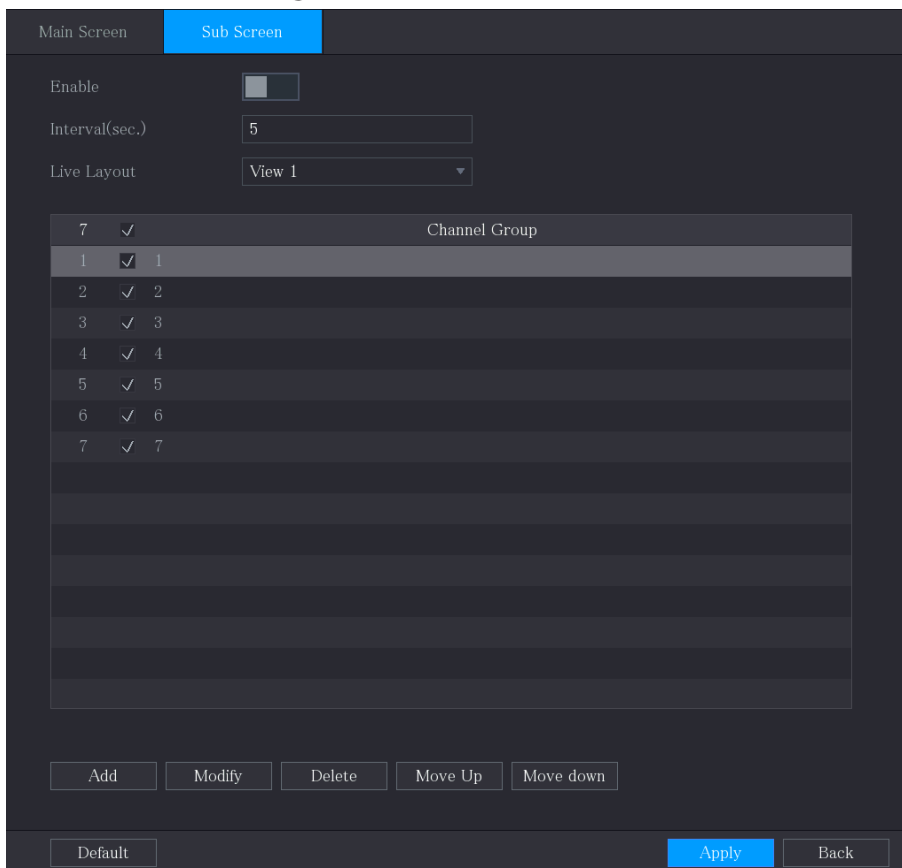 Main Screen Sub Screen
Enable
Interval(sec.) 5
Live Layout View 1
7 Channel Group
1 1
2 2
3 3
4 4
5 5
6 6
7 7
Add Modify Delete Move Up Move down
Default Apply Back